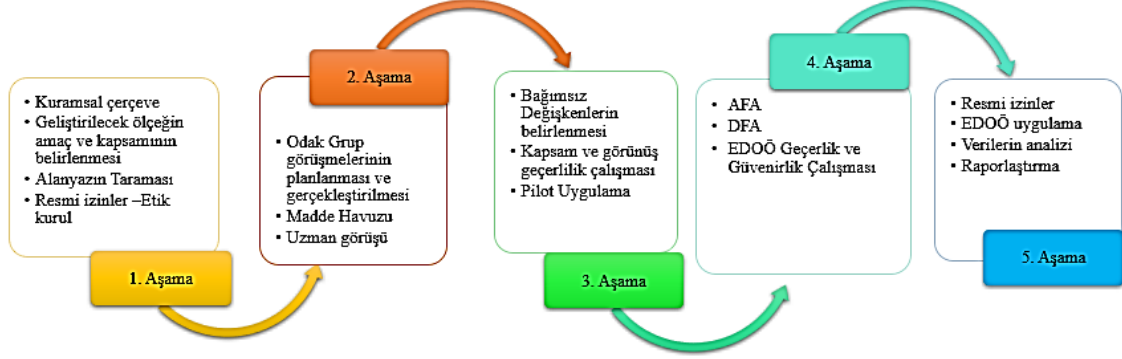 • Kuramsal çerçeve
• Geliştirilecek ölçeğin
amaç ve kapsamının
belirlenmesi
• Alanyazın Taraması
• Resmi izinler –Etik
kurul
1. Aşama
2. Aşama
• Odak Grup
görüşmelerinin
planlanması ve
gerçekleştirilmesi
• Madde Havuzu
• Uzman görüşü
• Bağımsız
Değişkenlerin
belirlenmesi
• Kapsam ve görünüş
geçerlilik çalışması
• Pilot Uygulama
3. Aşama
4. Aşama
• AFA
• DFA
• EDOÖ Geçerlik ve
Güvenirlik Çalışması
• Resmi izinler
• EDOÖ uygulama
• Verilerin analizi
• Raporlaştırma
5. Aşama